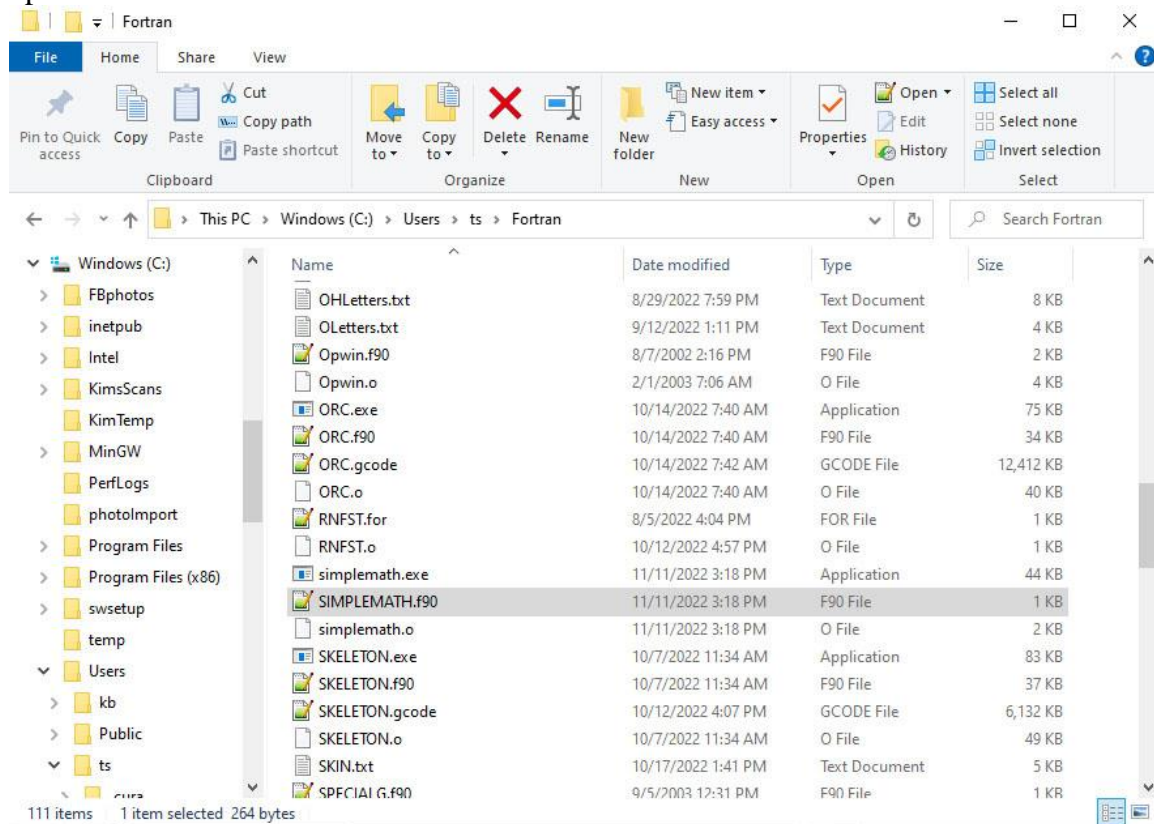 Fortran
File Home Share View
Pin to Quick access
Copy
Paste
Cut
Copy path
Paste shortcut
Clipboard
Move to
Copy to
Delete
Rename
Organize
New folder
New item
Easy access
New
Properties
Open
Edit
History
Open
Select all
Select none
Invert selection
Select
This PC > Windows (C:) > Users > ts > Fortran
Search Fortran
Windows (C:)
FBphotos
inetpub
Intel
KimsScans
KimTemp
MinGW
PerfLogs
photoImport
Program Files
Program Files (x86)
swsetup
temp
Users
kb
Public
ts
Name Date modified Type Size
OHLetters.txt 8/29/2022 7:59 PM Text Document 8 KB
OLetters.txt 9/12/2022 1:11 PM Text Document 4 KB
Opwin.f90 8/7/2002 2:16 PM F90 File 2 KB
Opwin.o 2/1/2003 7:06 AM O File 4 KB
ORC.exe 10/14/2022 7:40 AM Application 75 KB
ORC.f90 10/14/2022 7:40 AM F90 File 34 KB
ORC.gcode 10/14/2022 7:42 AM GCODE File 12,412 KB
ORC.o 10/14/2022 7:40 AM O File 40 KB
RNFST.for 8/5/2022 4:04 PM FOR File 1 KB
RNFST.o 10/12/2022 4:57 PM O File 1 KB
simplemath.exe 11/11/2022 3:18 PM Application 44 KB
SIMPLEMATH.f90 11/11/2022 3:18 PM F90 File 1 KB
simplemath.o 11/11/2022 3:18 PM O File 2 KB
SKELETON.exe 10/7/2022 11:34 AM Application 83 KB
SKELETON.f90 10/7/2022 11:34 AM F90 File 37 KB
SKELETON.gcode 10/12/2022 4:07 PM GCODE File 6,132 KB
SKELETON.o 10/7/2022 11:34 AM O File 49 KB
SKIN.txt 10/17/2022 1:41 PM Text Document 5 KB
SPECIALG.f90 9/5/2003 12:31 PM F90 File 1 KB
111 items 1 item selected 264 bytes